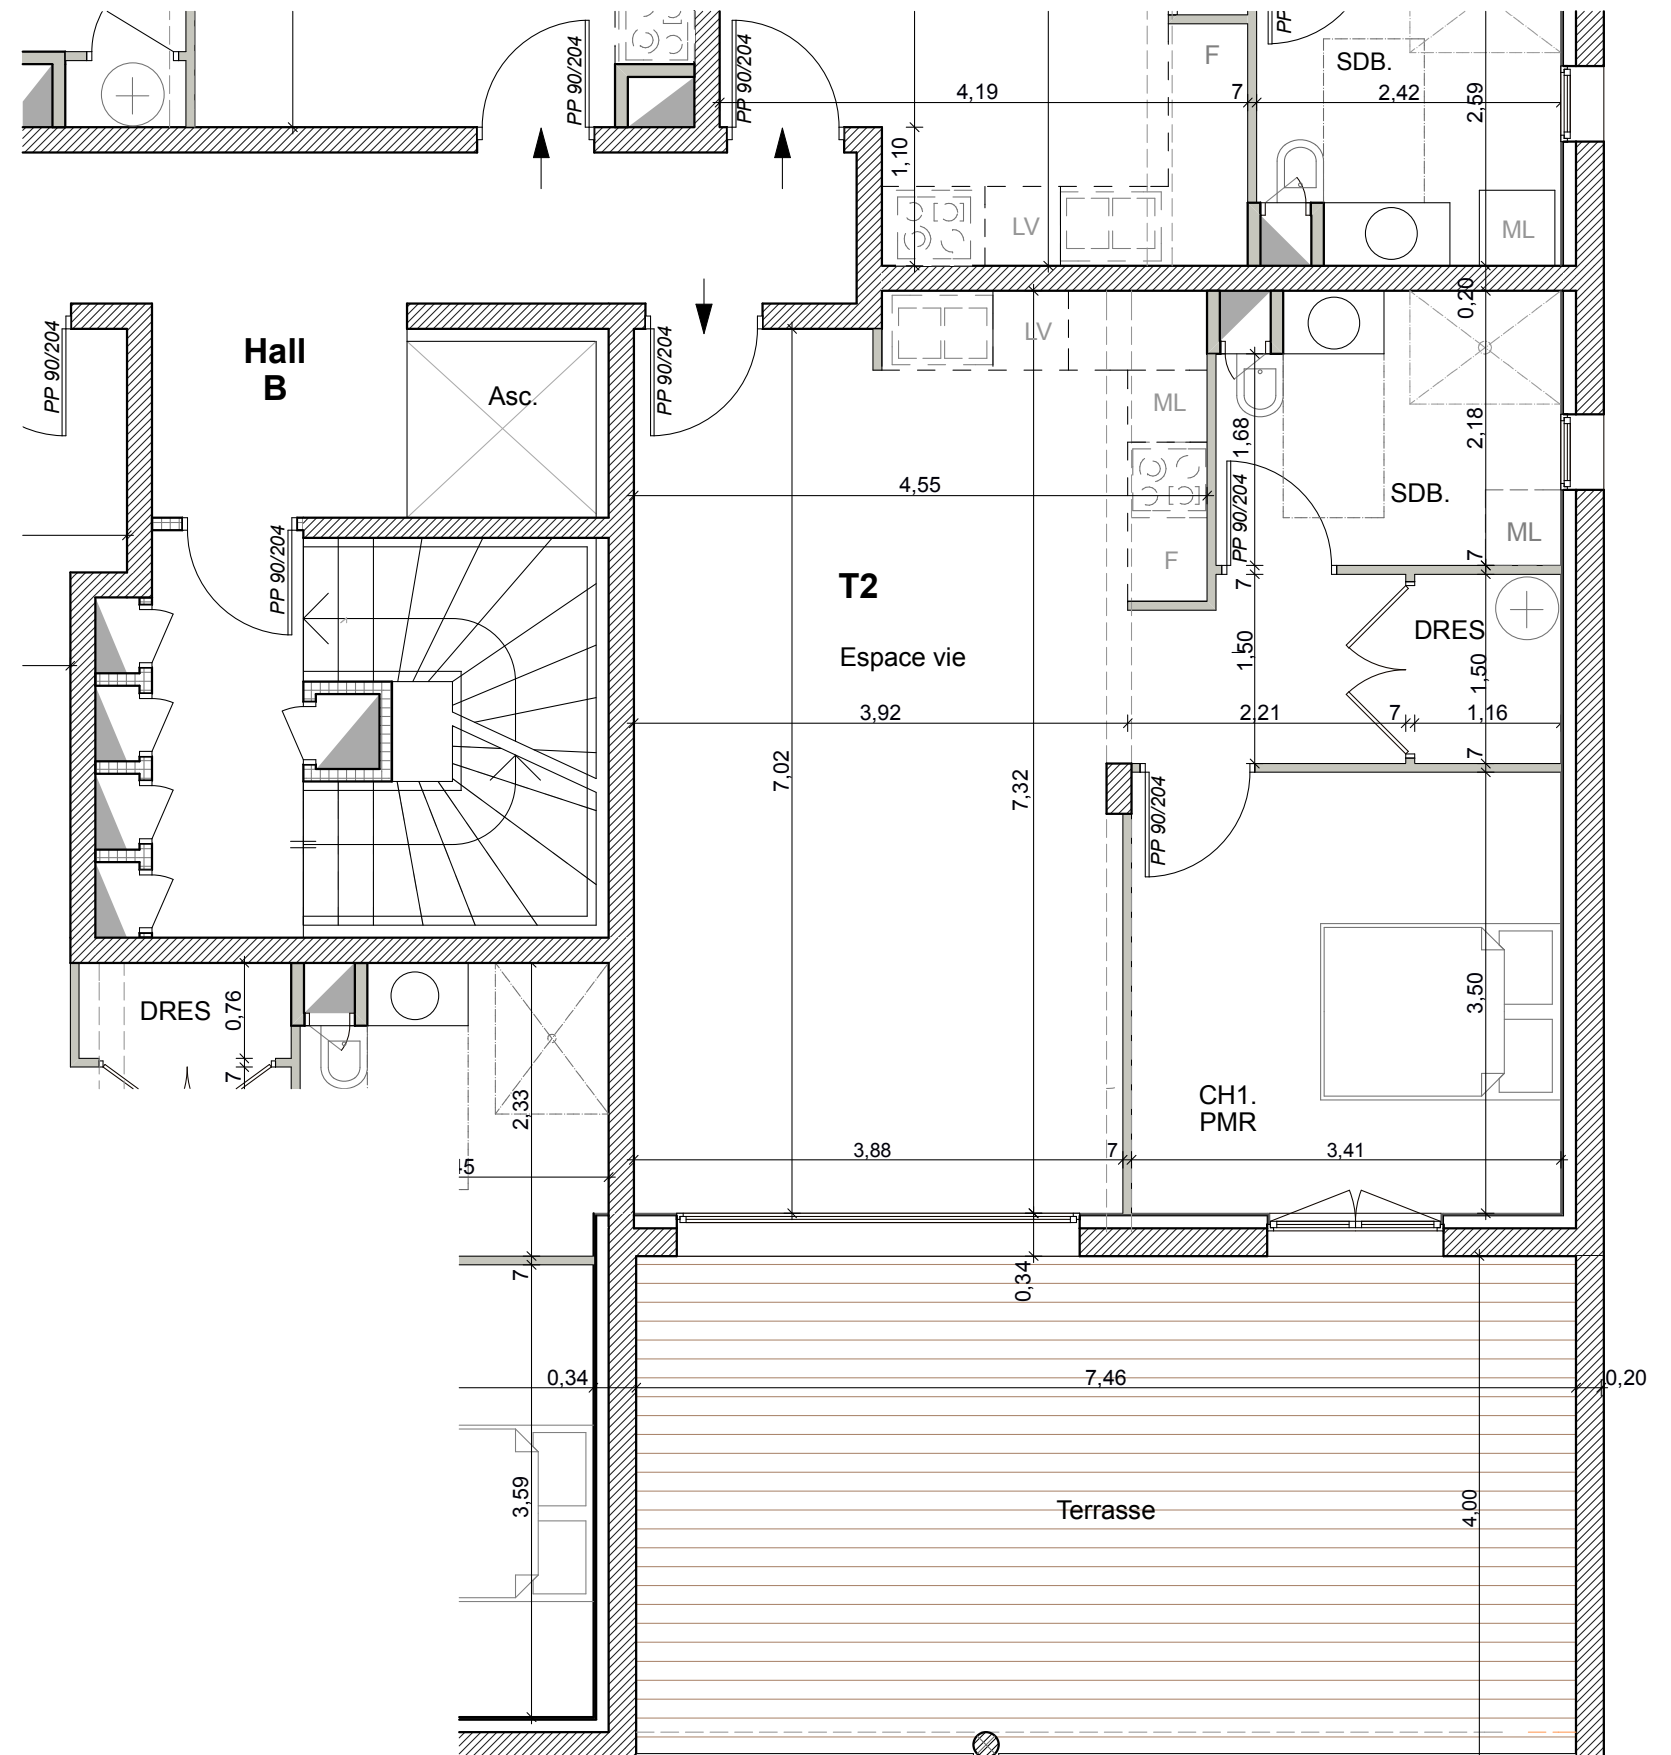 PP 90/204
PP 90/204
PP
F
SDB.
4,19
7
2,42
2,59
1,10
LV
ML
0,20
PP 90/204
Hall
B
Asc.
PP 90/204
LV
ML
1,68
2,18
4,55
SDB.
PP 90/204
PP 90/204
F
ML
7
7
T2
DRES
Espace vie
1,50
1,50
3,92
2,21
7
1,16
7
7,02
7,32
PP 90/204
DRES
0,76
7
3,50
2,33
CH1.
PMR
3,88
7
3,41
45
7
0,34
0,34
7,46
0,20
3,59
Terrasse
4,00